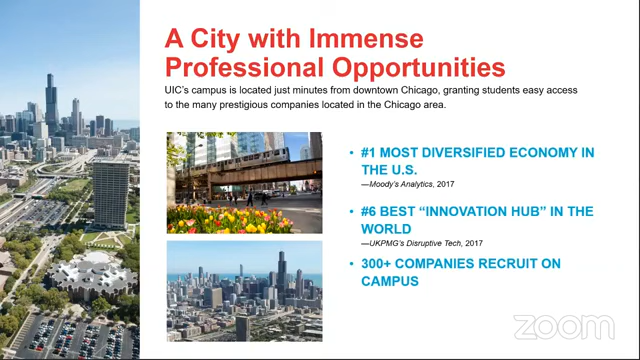 A City with Immense
Professional Opportunities
UIC's campus is located just minutes from downtown Chicago, granting students easy access
to the many prestigious companies located in the Chicago area.
• #1 MOST DIVERSIFIED ECONOMY IN
THE U.S.
—Moody's Analytics, 2017
• #6 BEST “INNOVATION HUB” IN THE
WORLD
—UKPMG's Disruptive Tech, 2017
• 300+ COMPANIES RECRUIT ON
CAMPUS
zoom